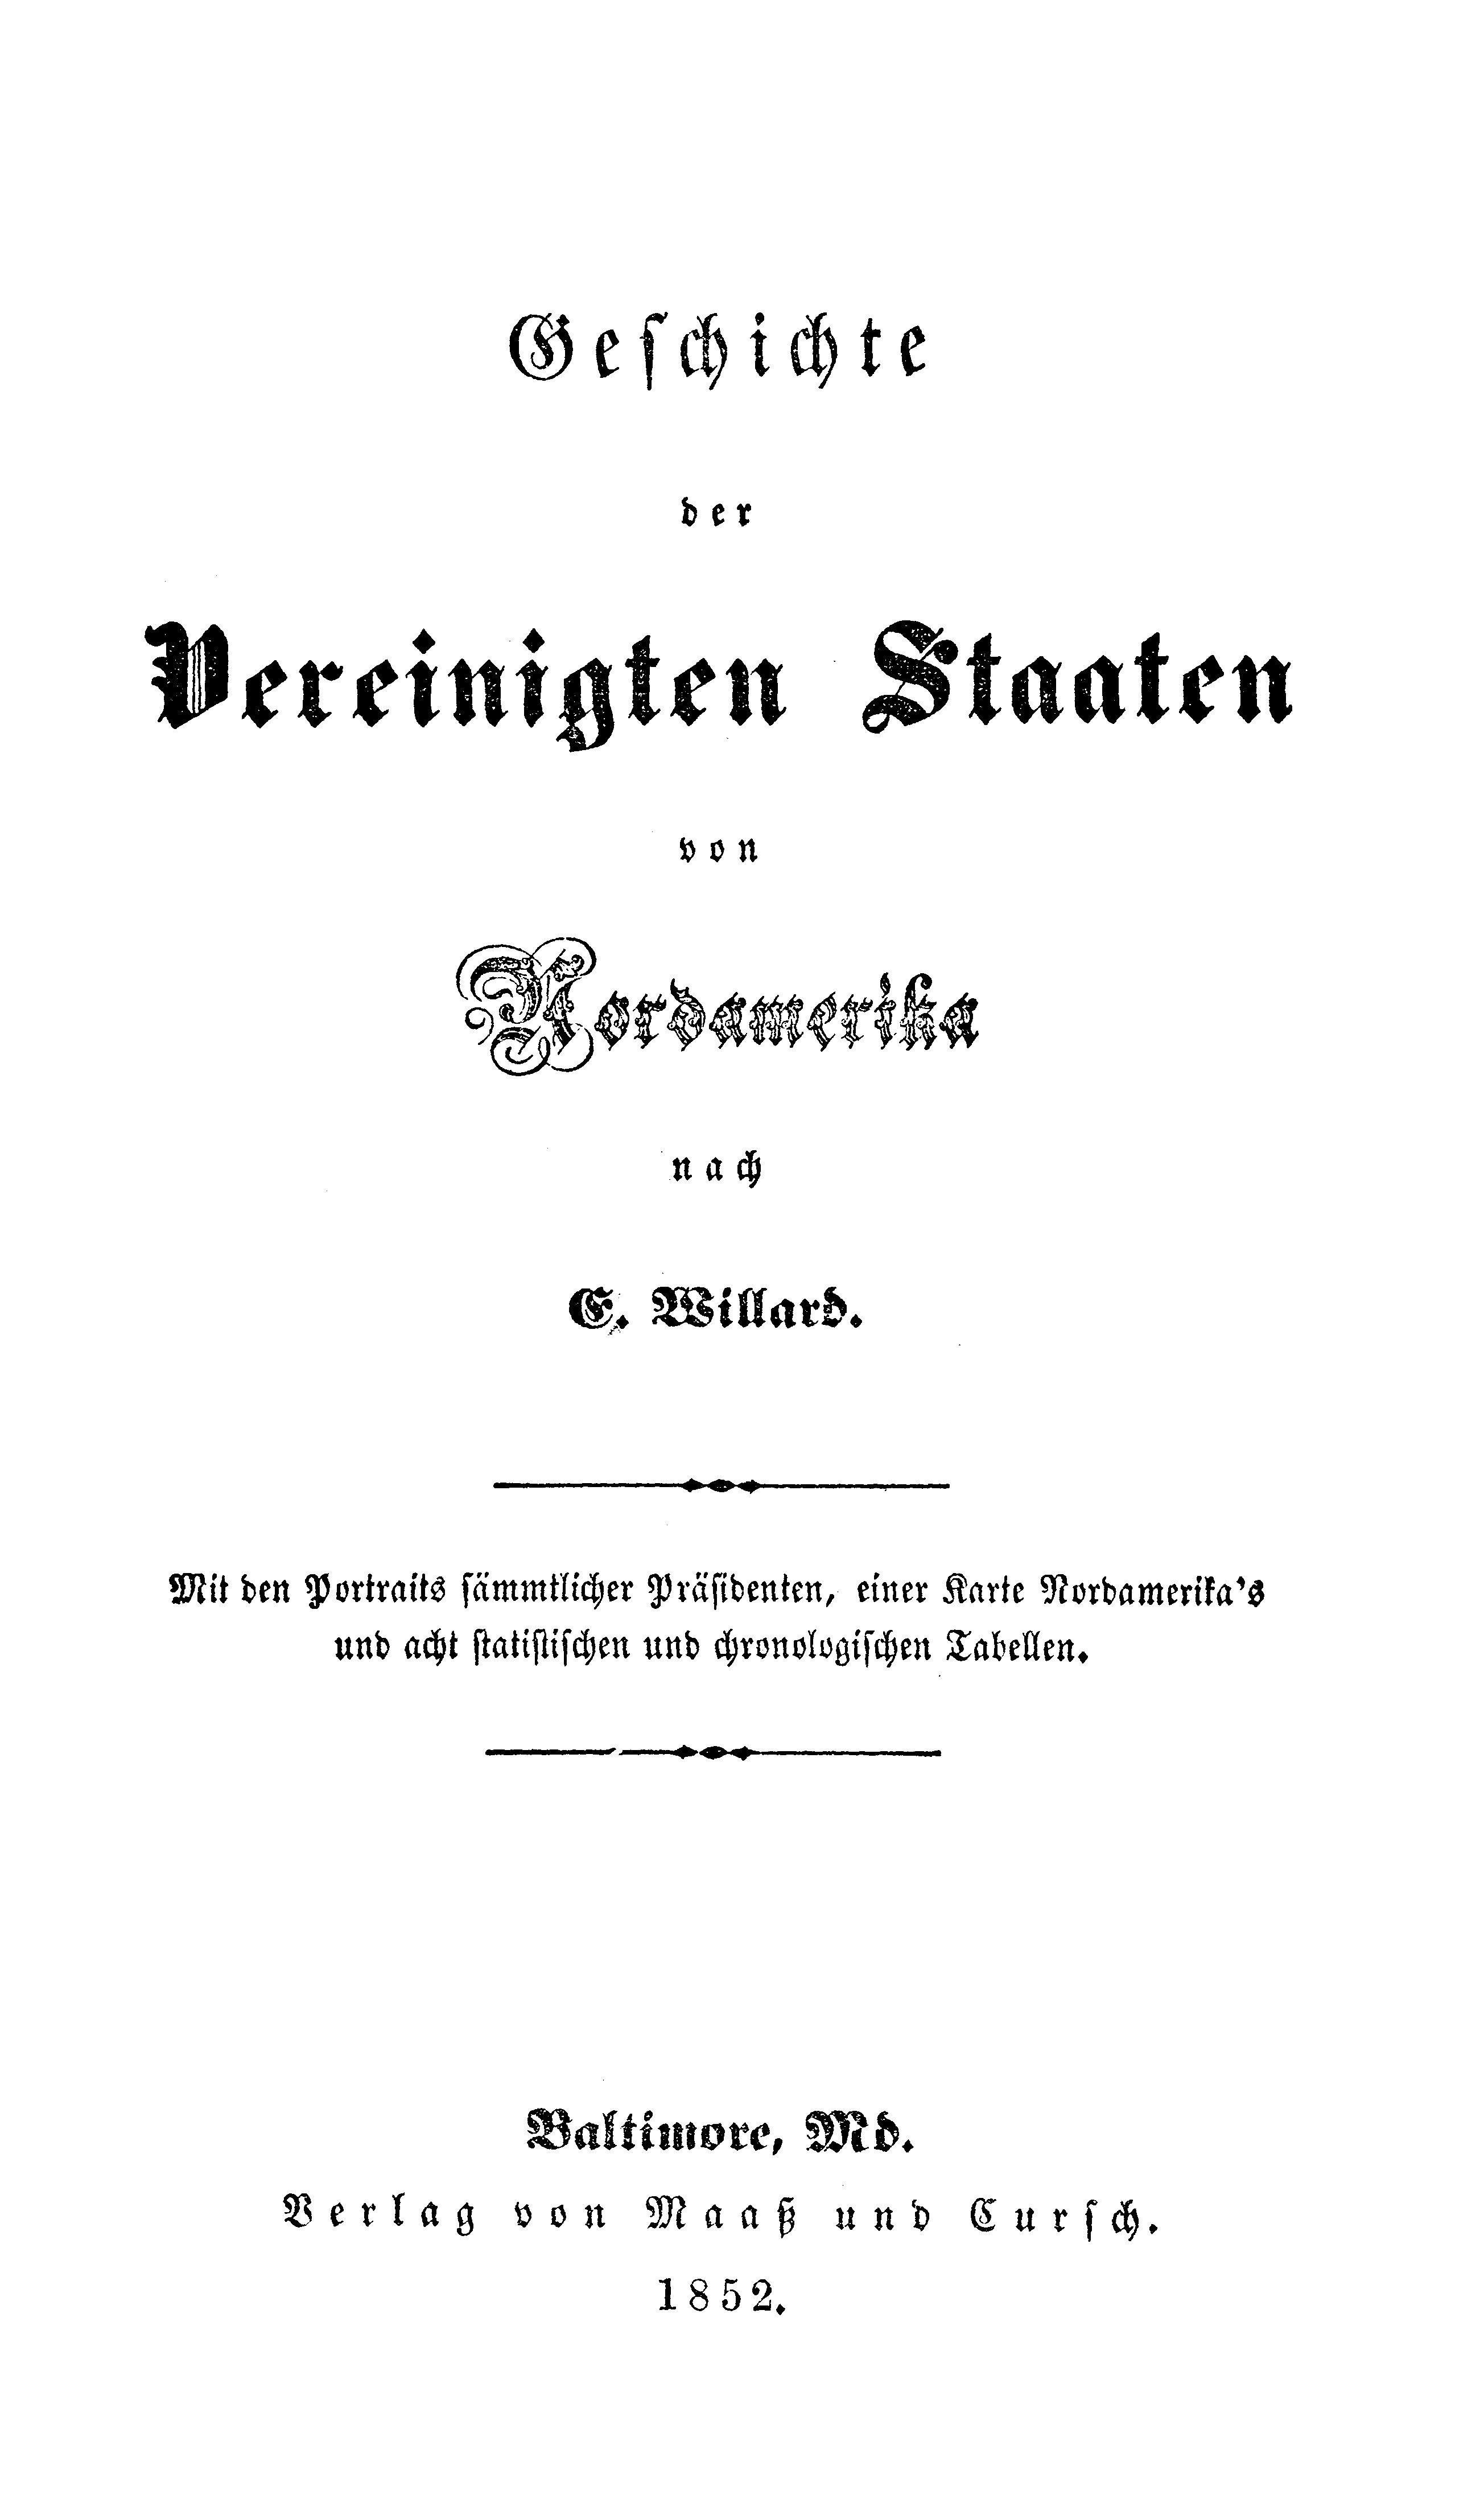 Geſchichte
der
Vereinigten Staaten
von
Nordamerika
nach
E. Willard.
Mit den Portraits ſämmtlicher Präſidenten, einer Karte Nordamerika's
und acht ſtatiſtiſchen und chronologiſchen Tabellen.
Baltimore, Md.
Verlag von Maaß und Curſch.
1852.